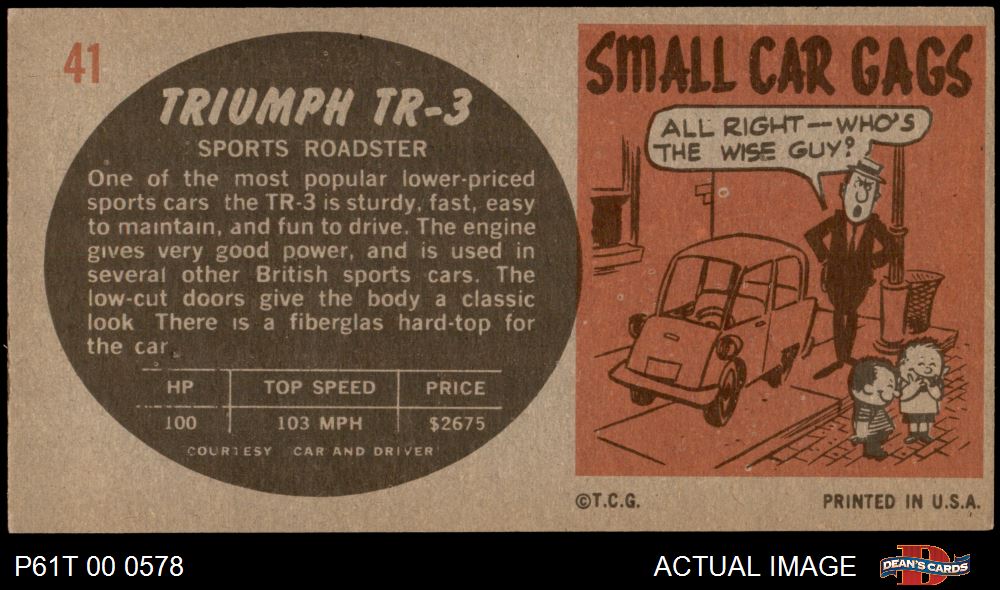 41
TRIUMPH TR-3
SPORTS ROADSTER
One of the most popular lower-priced
sports cars the TR-3 is sturdy, fast, easy
to maintain, and fun to drive. The engine
gives very good power, and is used in
several other British sports cars. The
low-cut doors give the body a classic
look There is a fiberglas hard-top for
the car.
HP TOP SPEED PRICE
100 103 MPH $2675
COURTESY CAR AND DRIVER
SMALL CAR GAGS
ALL RIGHT—WHO'S
THE WISE GUY?
©T.C.G. PRINTED IN U.S.A.
P61T 00 0578 ACTUAL IMAGE
D
DEAN'S CARDS